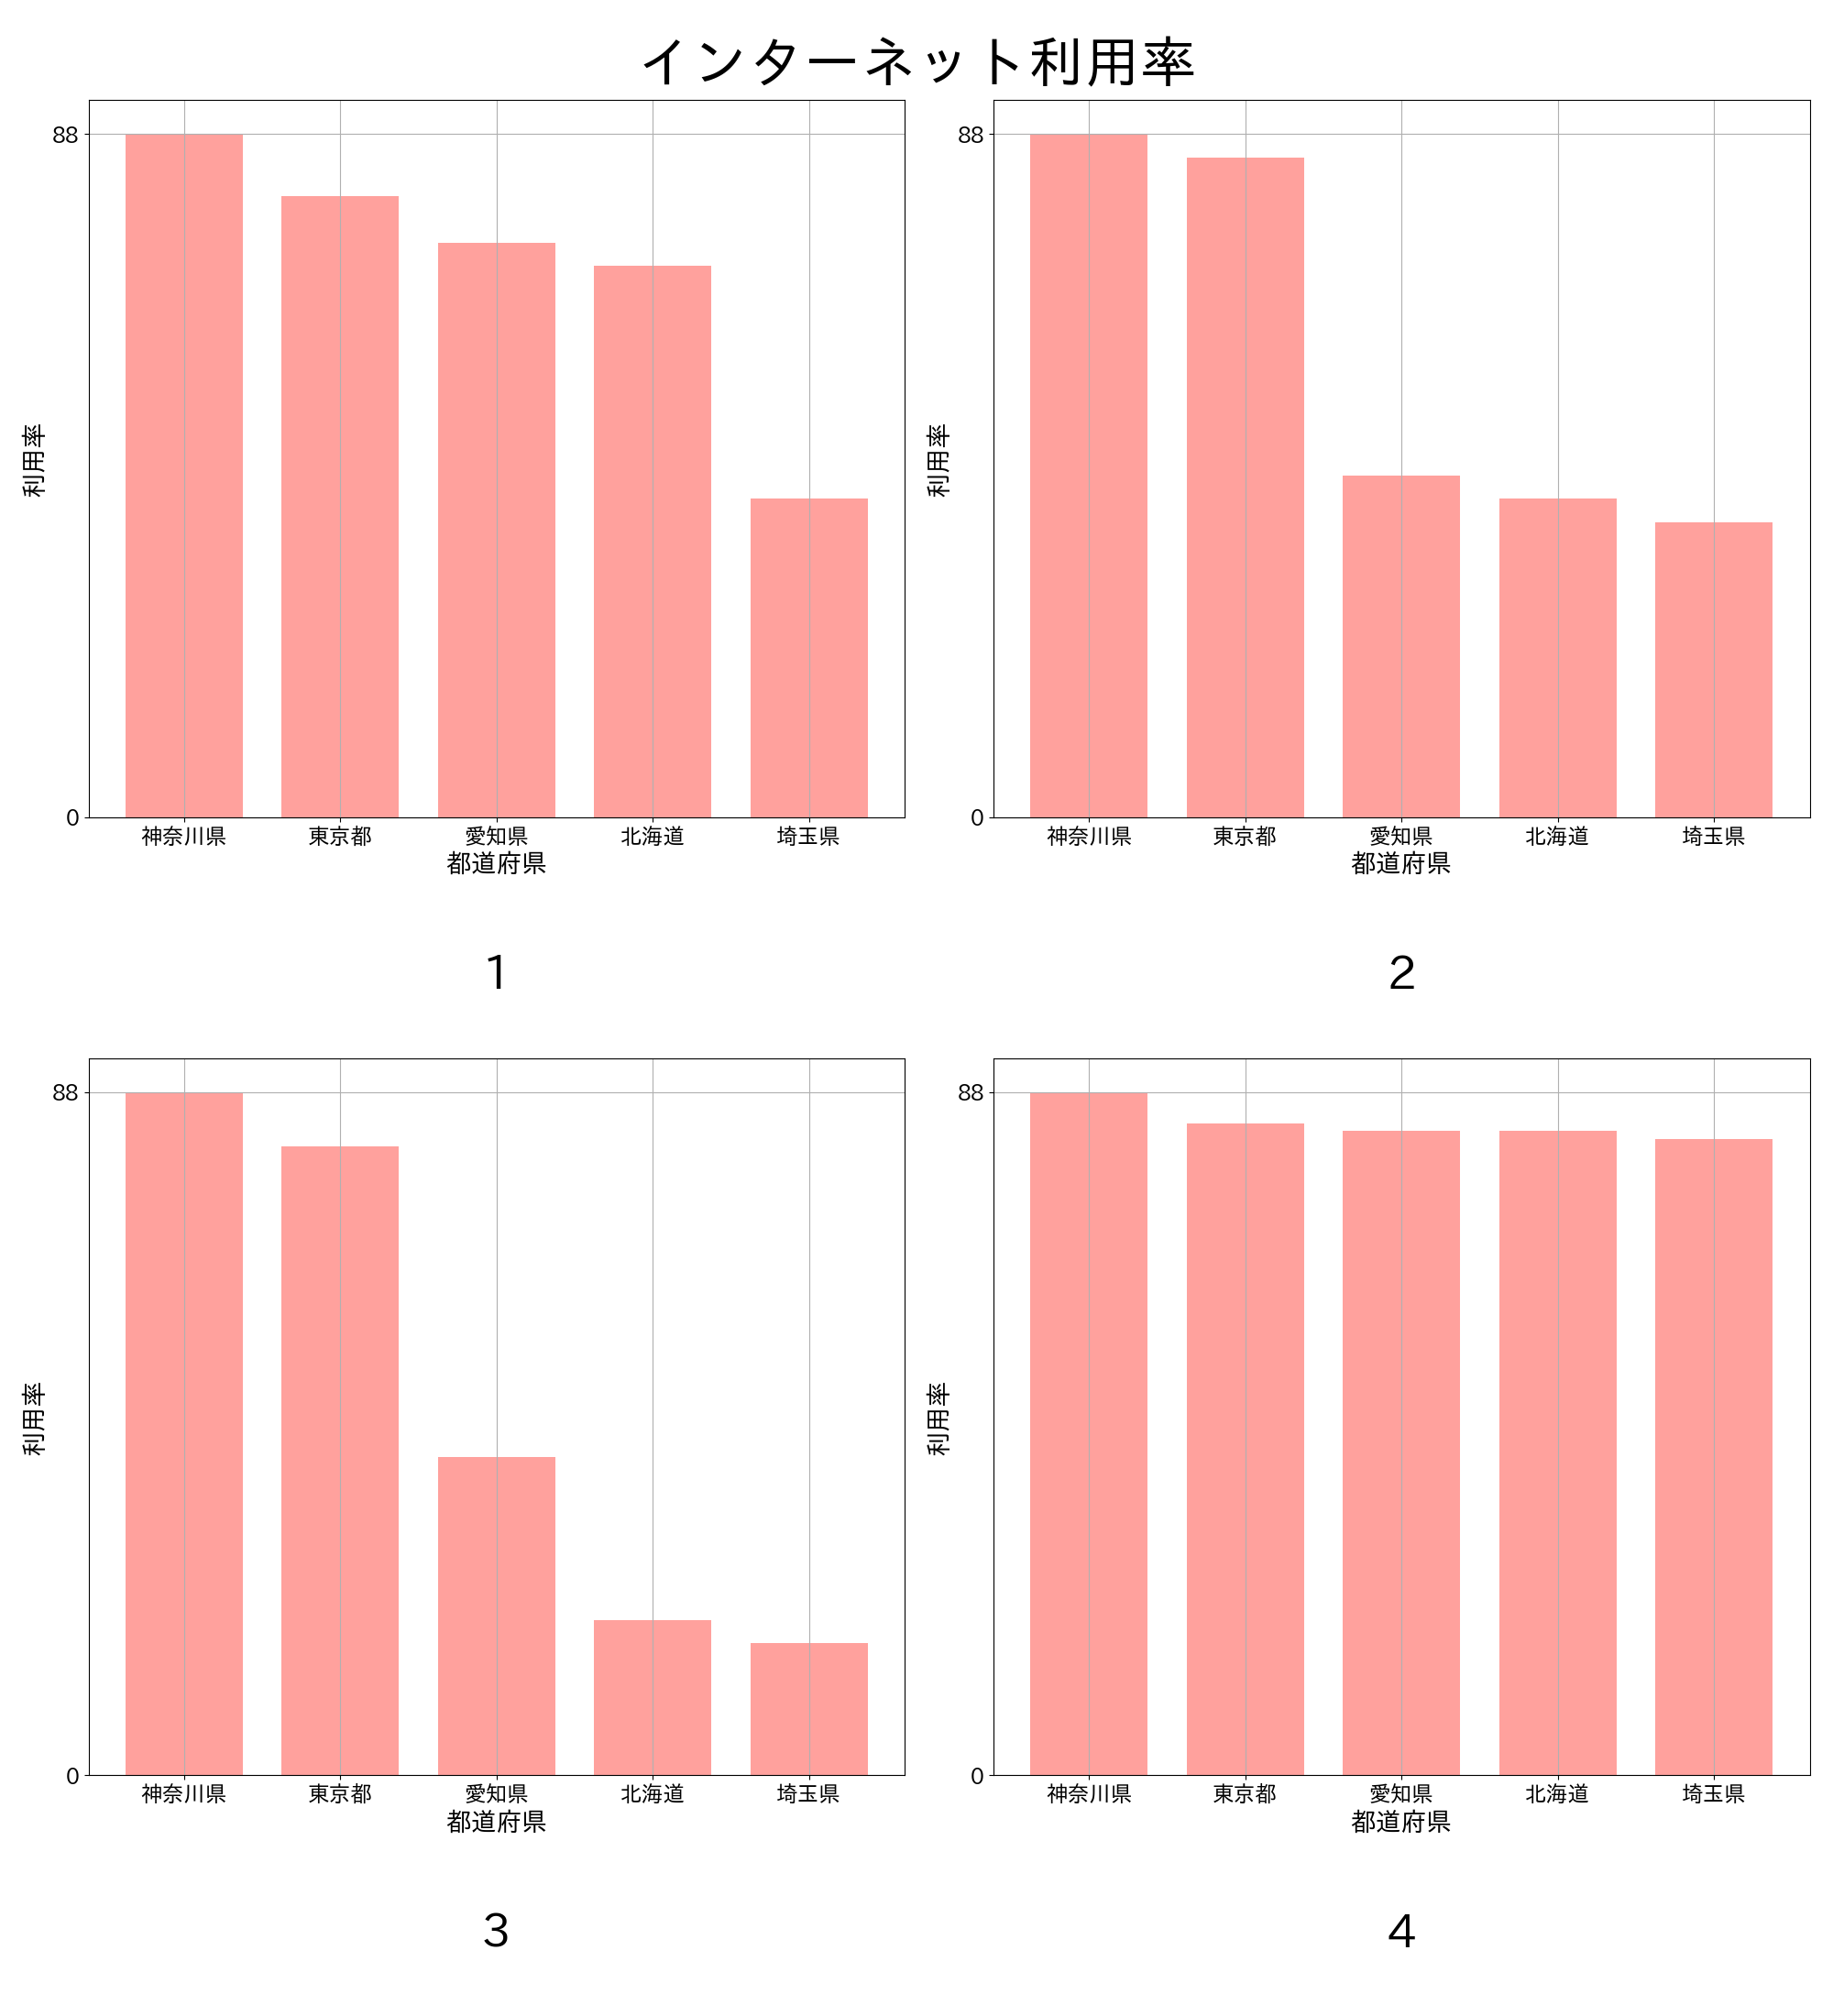 インターネット利用率
88
0
利用率
神奈川県 東京都 愛知県 北海道 埼玉県
都道府県
1
88
0
利用率
神奈川県 東京都 愛知県 北海道 埼玉県
都道府県
2
88
0
利用率
神奈川県 東京都 愛知県 北海道 埼玉県
都道府県
3
88
0
利用率
神奈川県 東京都 愛知県 北海道 埼玉県
都道府県
4